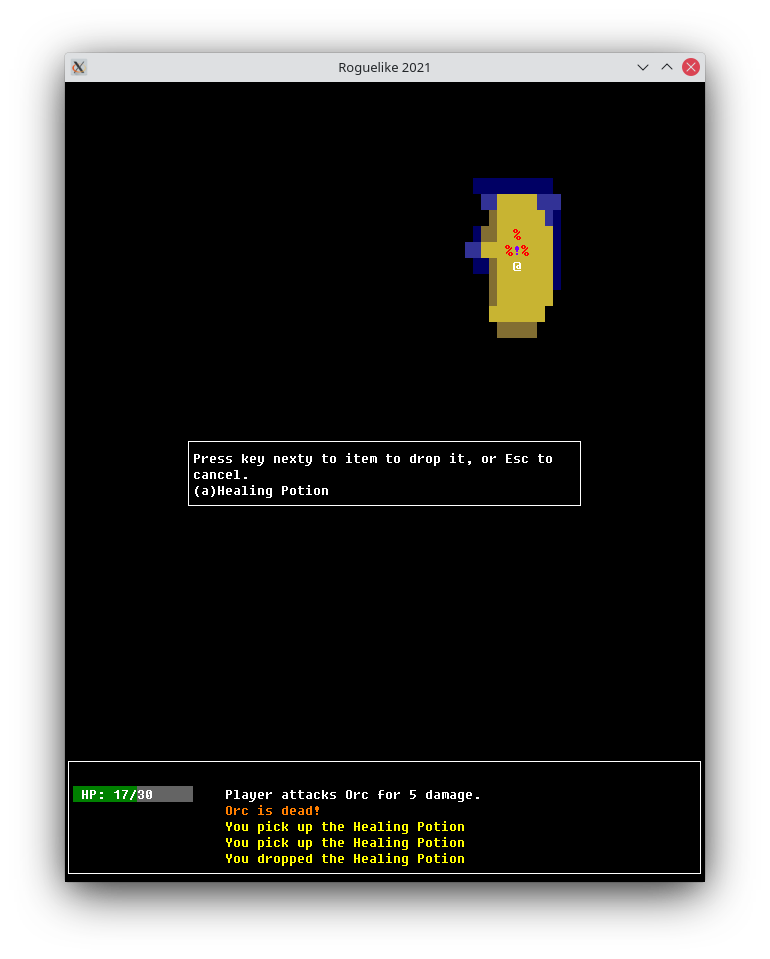 Roguelike 2021
%
%!%
@
Press key nexty to item to drop it, or Esc to
cancel.
(a)Healing Potion
HP: 17/30
Player attacks Orc for 5 damage.
Orc is dead!
You pick up the Healing Potion
You pick up the Healing Potion
You dropped the Healing Potion